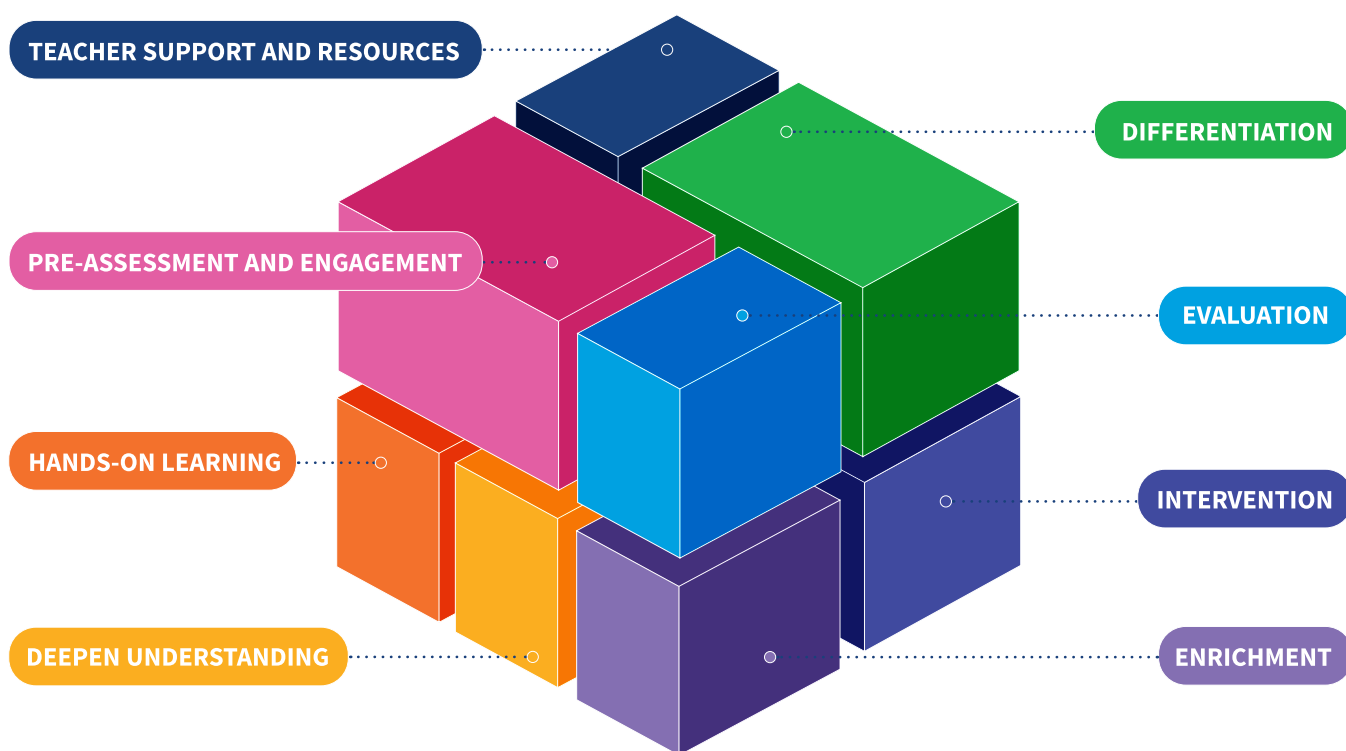 TEACHER SUPPORT AND RESOURCES
DIFFERENTIATION
PRE-ASSESSMENT AND ENGAGEMENT
EVALUATION
HANDS-ON LEARNING
INTERVENTION
DEEPEN UNDERSTANDING
ENRICHMENT